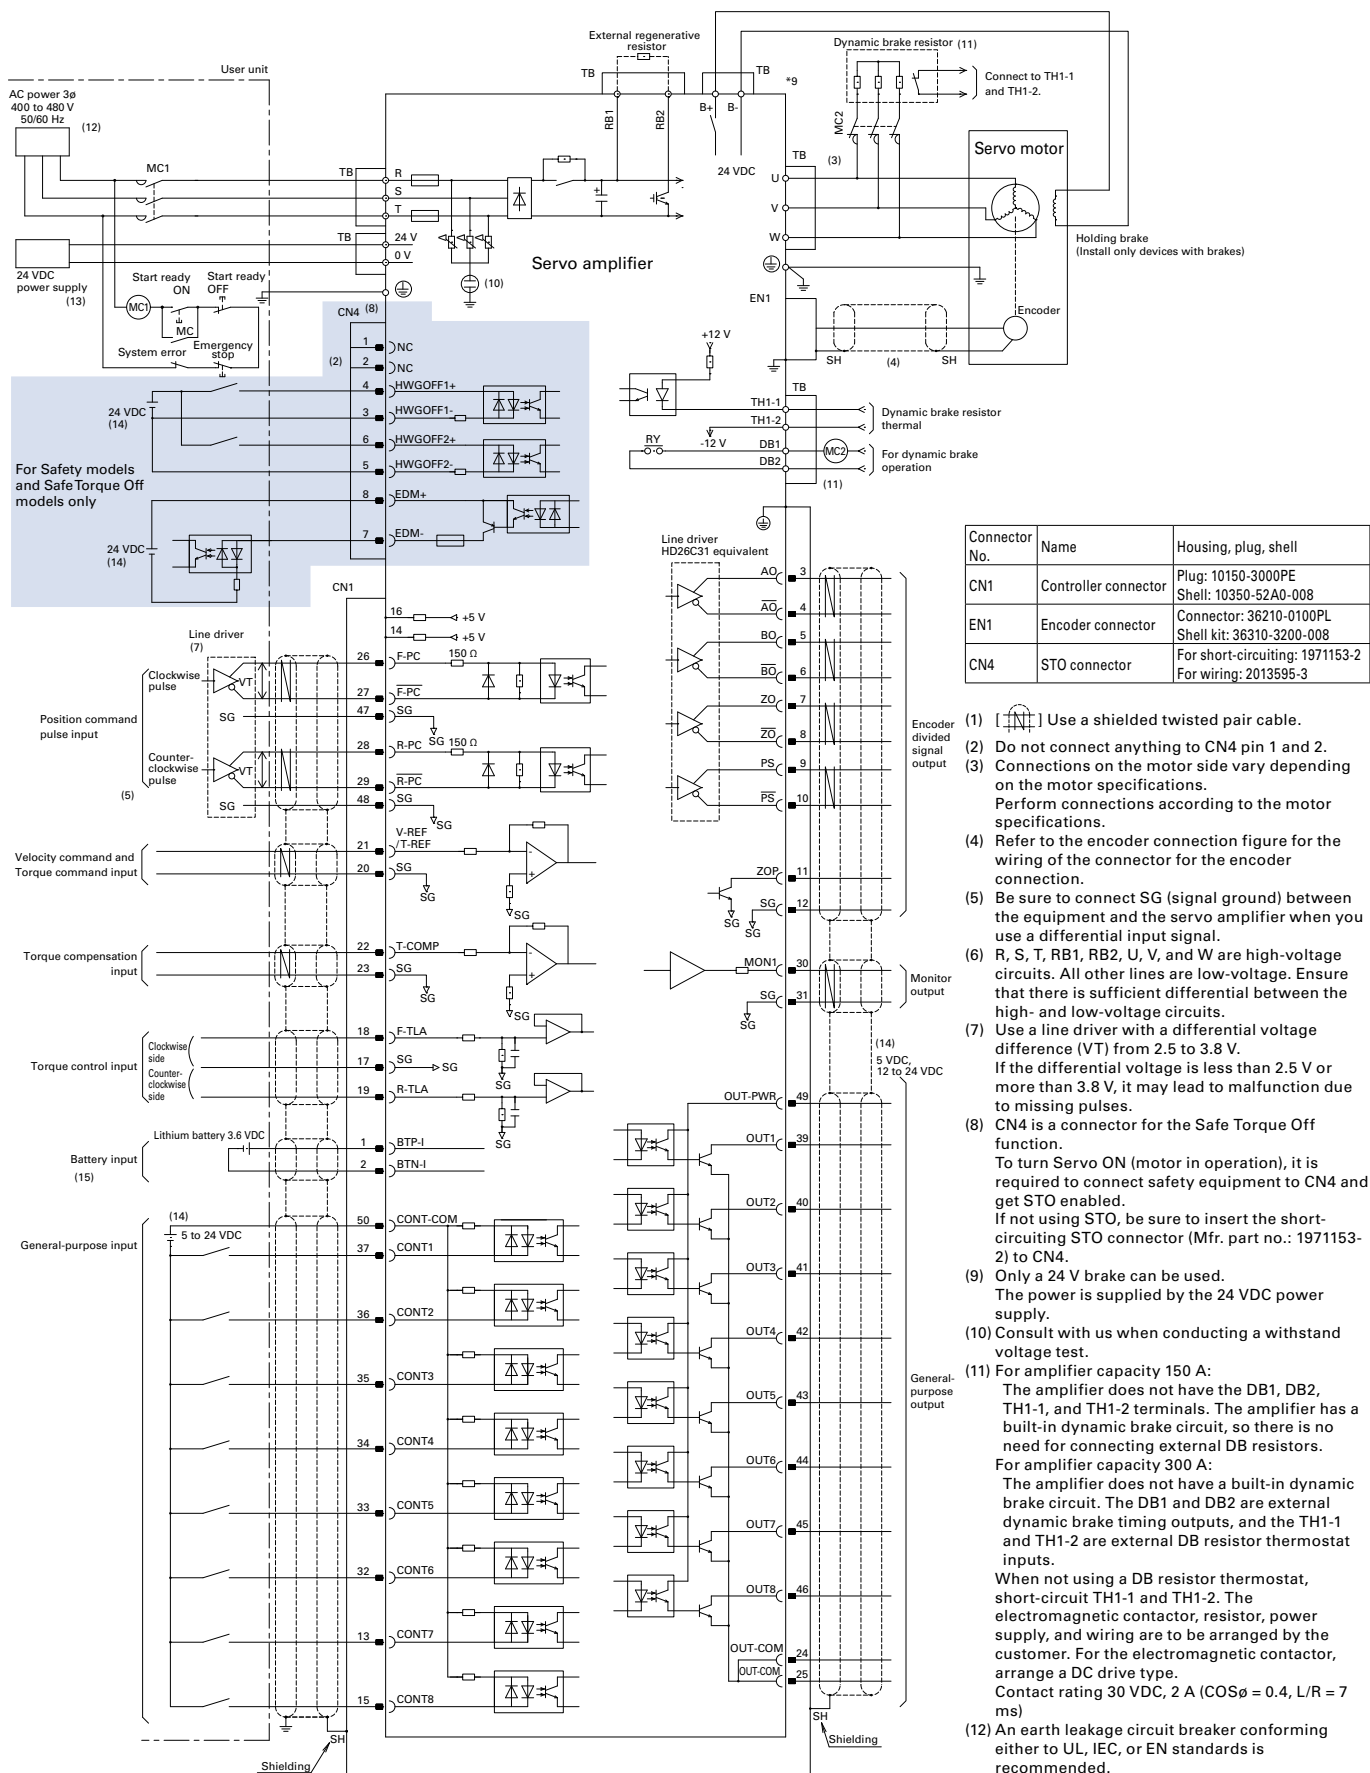 External regenerative
resistor
Dynamic brake resistor (11)
Connect to TH1-1
and TH1-2.
User unit
TB
TB
*9
AC power 3ø
400 to 480 V
50/60 Hz
(12)
RB1
RB2
B+
B-
24 VDC
MC2
TB
(3)
Servo motor
MC1
TB
R
S
T
U
V
W
TB
24 V
0 V
24 VDC
power supply
(13)
Start ready
ON
Start ready
OFF
MC1
MC
System error
Emergency
stop
(10)
Servo amplifier
Holding brake
(Install only devices with brakes)
EN1
Encoder
SH
(4)
SH
CN4 (8)
(2)
1
NC
2
NC
4
HWGOFF1+
3
HWGOFF1-
6
HWGOFF2+
5
HWGOFF2-
8
EDM+
7
EDM-
24 VDC
(14)
For Safety models
and Safe Torque Off
models only
24 VDC
(14)
+12 V
TB
TH1-1
TH1-2
-12 V
Dynamic brake resistor
thermal
RY
DB1
DB2
MC2
For dynamic brake
operation
(11)
CN1
16
+5 V
14
+5 V
Line driver
(7)
Clockwise
pulse
VT
26
F-PC
150 Ω
27
F-PC
SG
47
SG
SG
Position command
pulse input
Counter-
clockwise
pulse
(5)
VT
28
R-PC
150 Ω
29
R-PC
SG
48
SG
SG
Velocity command and
Torque command input
21
V-REF
/T-REF
20
SG
SG
SG
Torque compensation
input
22
T-COMP
23
SG
SG
SG
Torque control input
Clockwise
side
Counter-
clockwise
side
18
F-TLA
17
SG
SG
SG
19
R-TLA
SG
Lithium battery 3.6 VDC
Battery input
(15)
1
BTP-I
2
BTN-I
(14)
5 to 24 VDC
General-purpose input
50
CONT-COM
37
CONT1
36
CONT2
35
CONT3
34
CONT4
33
CONT5
32
CONT6
13
CONT7
15
CONT8
SH
Shielding
Line driver
HD26C31 equivalent
AO
3
AO
4
BO
5
BO
6
ZO
7
ZO
8
PS
9
PS
10
Encoder
divided
signal
output
ZOP
11
SG
SG
12
SG
MON1
30
SG
31
SG
Monitor
output
(14)
5 VDC,
12 to 24 VDC
OUT-PWR
49
OUT1
39
OUT2
40
OUT3
41
OUT4
42
OUT5
43
OUT6
44
OUT7
45
OUT8
46
OUT-COM
24
OUT-COM
25
General-
purpose
output
SH
Shielding
Connector No. Name Housing, plug, shell
CN1 Controller connector Plug: 10150-3000PE
Shell: 10350-52A0-008
EN1 Encoder connector Connector: 36210-0100PL
Shell kit: 36310-3200-008
CN4 STO connector For short-circuiting: 1971153-2
For wiring: 2013595-3
(1) [ ] Use a shielded twisted pair cable.
(2) Do not connect anything to CN4 pin 1 and 2.
(3) Connections on the motor side vary depending
on the motor specifications.
Perform connections according to the motor
specifications.
(4) Refer to the encoder connection figure for the
wiring of the connector for the encoder
connection.
(5) Be sure to connect SG (signal ground) between
the equipment and the servo amplifier when you
use a differential input signal.
(6) R, S, T, RB1, RB2, U, V, and W are high-voltage
circuits. All other lines are low-voltage. Ensure
that there is sufficient differential between the
high- and low-voltage circuits.
(7) Use a line driver with a differential voltage
difference (VT) from 2.5 to 3.8 V.
If the differential voltage is less than 2.5 V or
more than 3.8 V, it may lead to malfunction due
to missing pulses.
(8) CN4 is a connector for the Safe Torque Off
function.
To turn Servo ON (motor in operation), it is
required to connect safety equipment to CN4 and
get STO enabled.
If not using STO, be sure to insert the short-
circuiting STO connector (Mfr. part no.: 1971153-
2) to CN4.
(9) Only a 24 V brake can be used.
The power is supplied by the 24 VDC power
supply.
(10) Consult with us when conducting a withstand
voltage test.
(11) For amplifier capacity 150 A:
The amplifier does not have the DB1, DB2,
TH1-1, and TH1-2 terminals. The amplifier has a
built-in dynamic brake circuit, so there is no
need for connecting external DB resistors.
For amplifier capacity 300 A:
The amplifier does not have a built-in dynamic
brake circuit. The DB1 and DB2 are external
dynamic brake timing outputs, and the TH1-1
and TH1-2 are external DB resistor thermostat
inputs.
When not using a DB resistor thermostat,
short-circuit TH1-1 and TH1-2. The
electromagnetic contactor, resistor, power
supply, and wiring are to be arranged by the
customer. For the electromagnetic contactor,
arrange a DC drive type.
Contact rating 30 VDC, 2 A (COSø = 0.4, L/R = 7
ms)
(12) An earth leakage circuit breaker conforming
either to UL, IEC, or EN standards is
recommended.